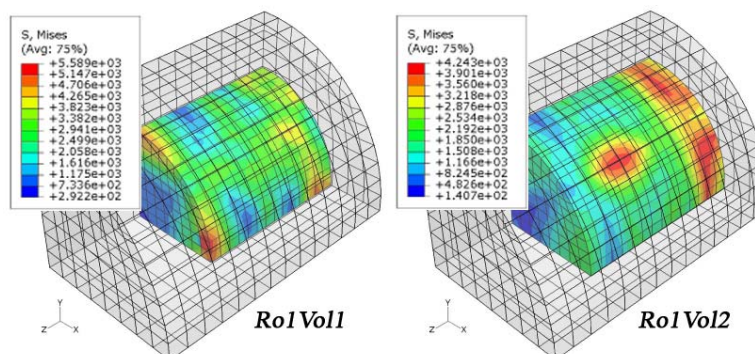 S, Mises
(Avg: 75%)
+5.589e+03
+5.147e+03
+4.706e+03
+4.265e+03
+3.823e+03
+3.382e+03
+2.941e+03
+2.499e+03
+2.058e+03
+1.616e+03
+1.175e+03
+7.336e+02
+2.922e+02
Y
Z X
Ro1Vol1
S, Mises
(Avg: 75%)
+4.243e+03
+3.901e+03
+3.560e+03
+3.218e+03
+2.876e+03
+2.534e+03
+2.192e+03
+1.850e+03
+1.508e+03
+1.166e+03
+8.245e+02
+4.826e+02
+1.407e+02
Y
Z X
Ro1Vol2